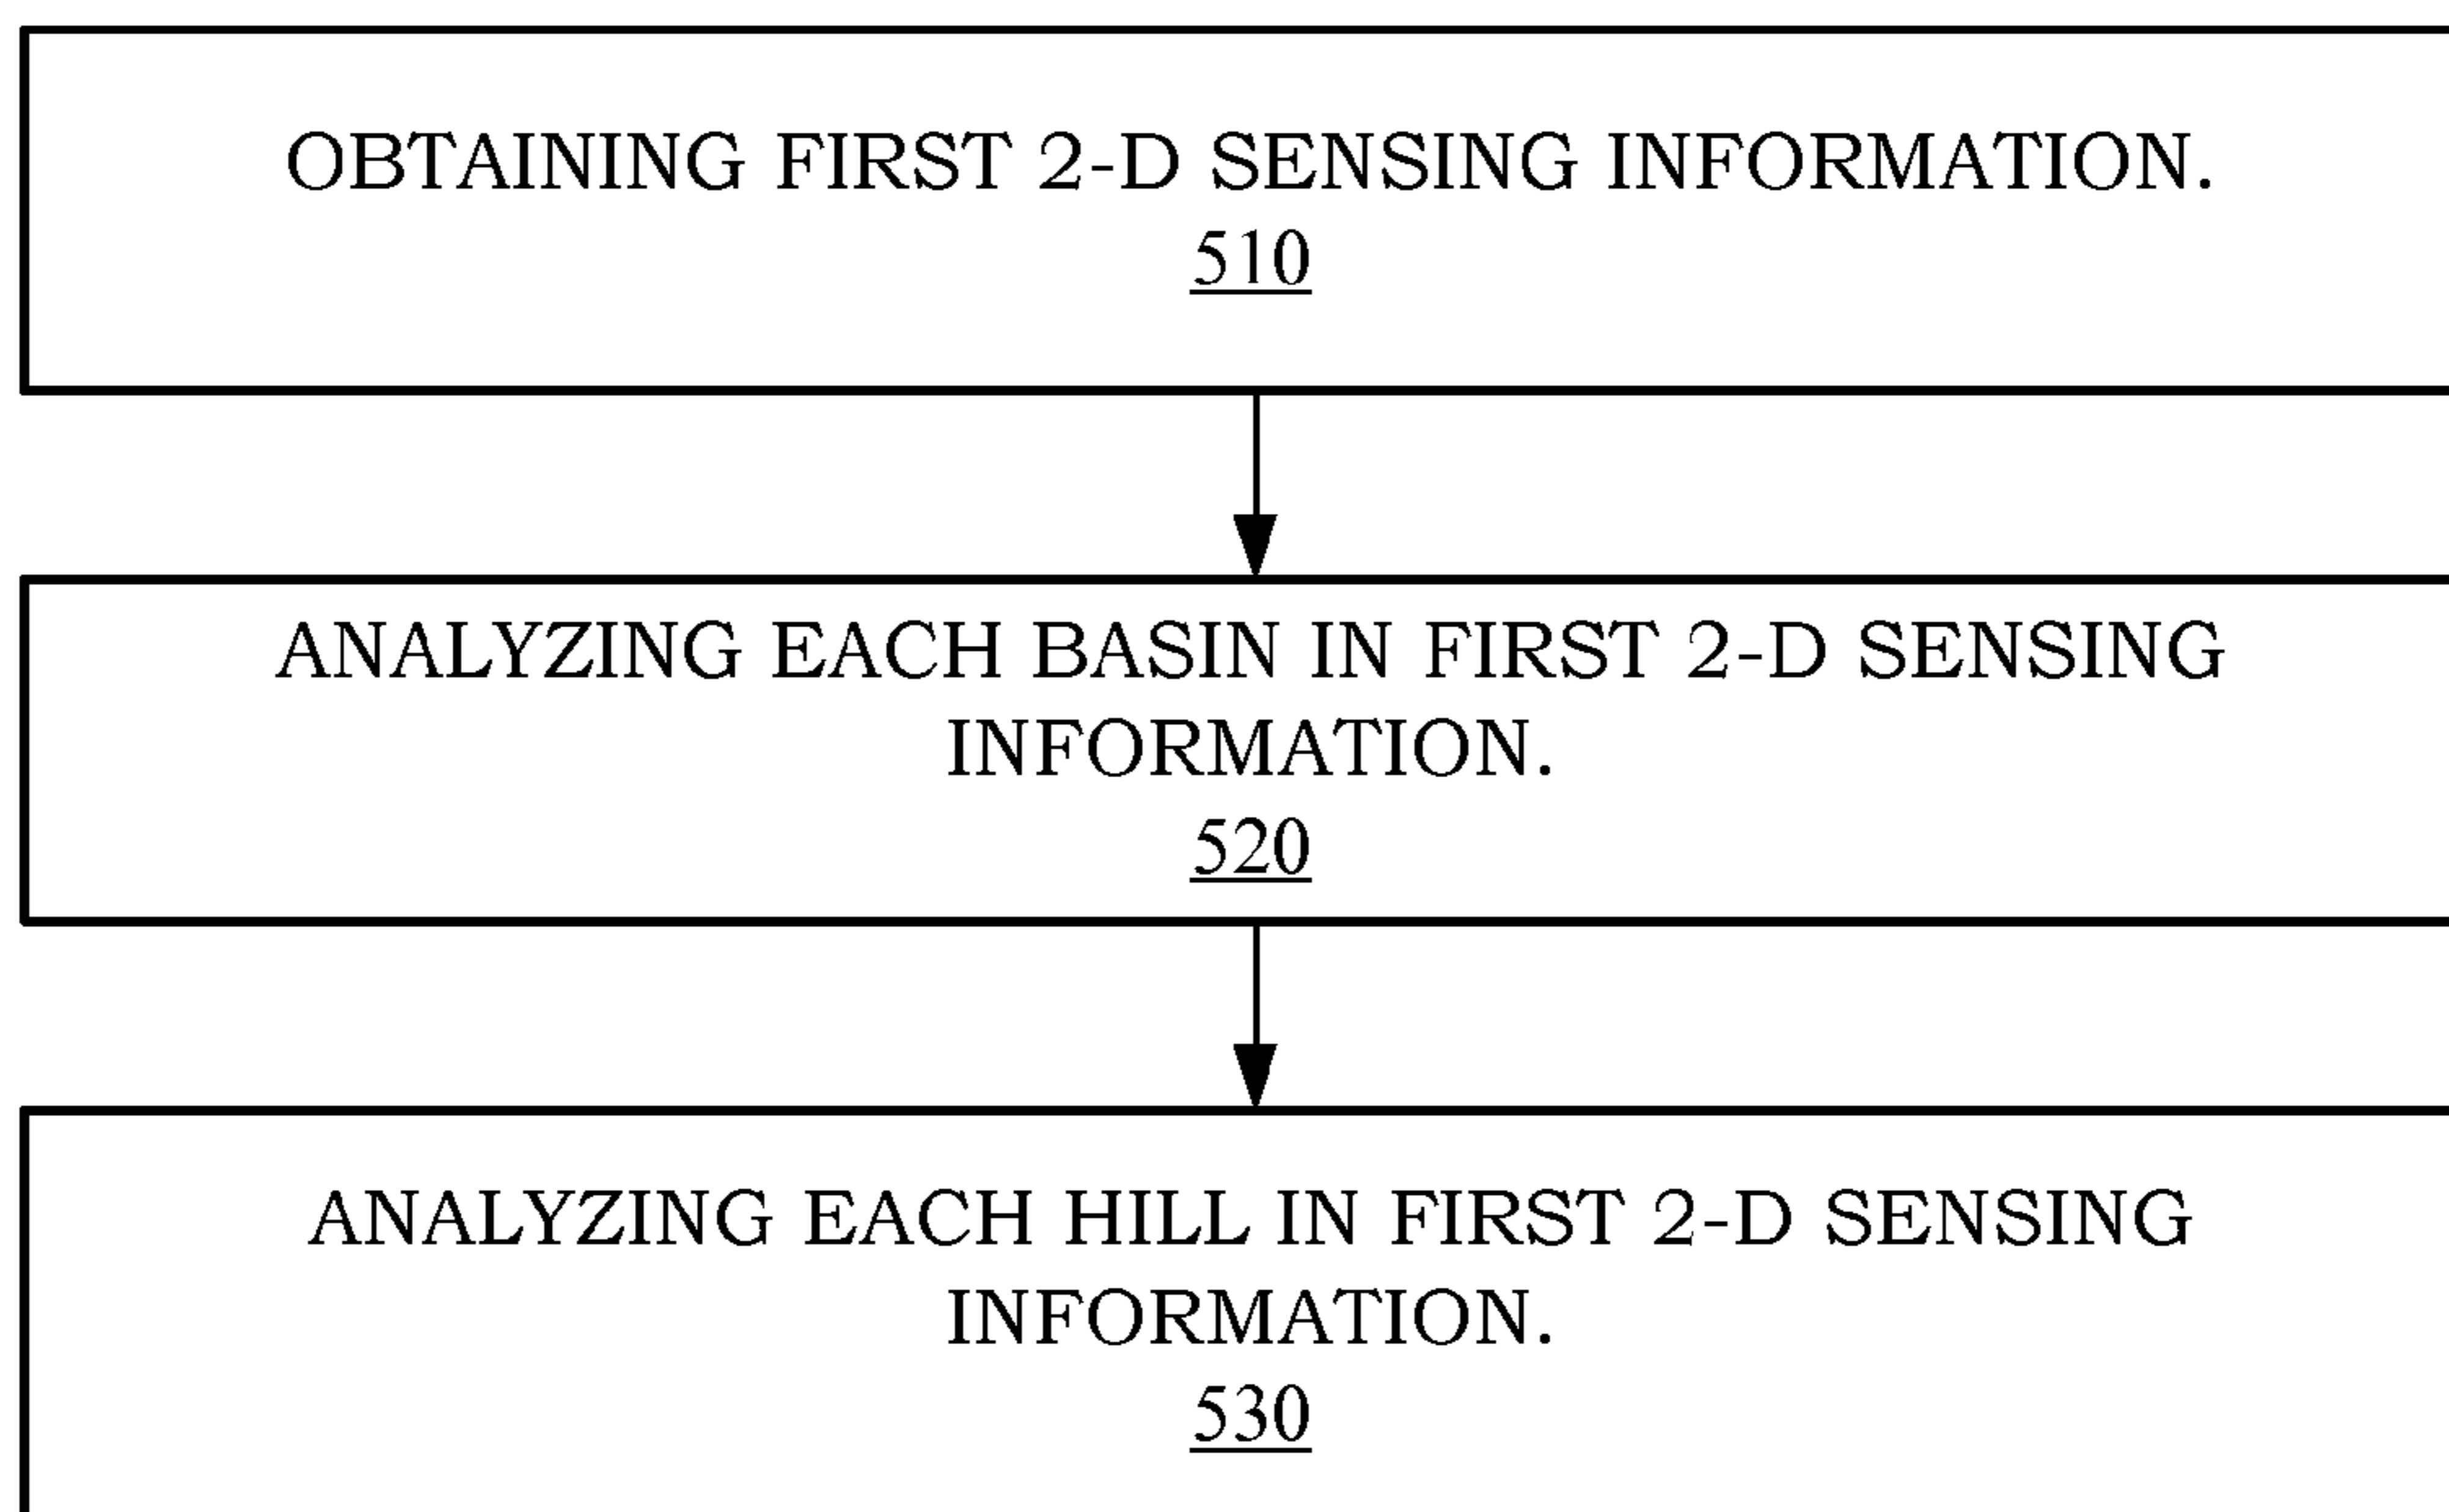 OBTAINING FIRST 2-D SENSING INFORMATION.
510
ANALYZING EACH BASIN IN FIRST 2-D SENSING
INFORMATION.
520
ANALYZING EACH HILL IN FIRST 2-D SENSING
INFORMATION.
530